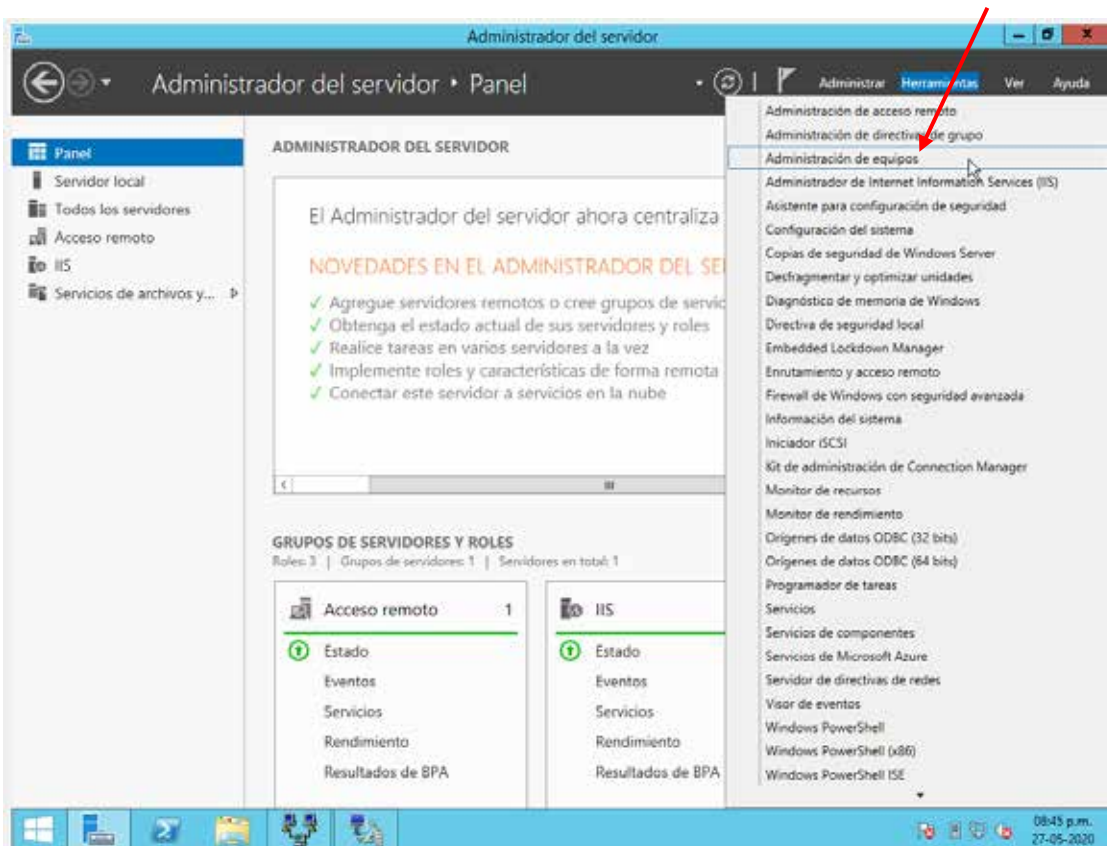 Administrador del servidor
Administrador del servidor • Panel
Administrar Herramientas Ver Ayuda
Panel
Servidor local
Todos los servidores
Acceso remoto
IIS
Servicios de archivos y...
ADMINISTRADOR DEL SERVIDOR
El Administrador del servidor ahora centraliza
NOVEDADES EN EL ADMINISTRADOR DEL SE
✓ Agregue servidores remotos o cree grupos de servic
✓ Obtenga el estado actual de sus servidores y roles
✓ Realice tareas en varios servidores a la vez
✓ Implemente roles y características de forma remota
✓ Conectar este servidor a servicios en la nube
GRUPOS DE SERVIDORES Y ROLES
Roles: 3 | Grupos de servidores: 1 | Servidores en total: 1
Acceso remoto 1
Estado
Eventos
Servicios
Rendimiento
Resultados de BPA
IIS
Estado
Eventos
Servicios
Rendimiento
Resultados de BPA
Administración de acceso remoto
Administración de directivas de grupo
Administración de equipos
Administrador de Internet Information Services (IIS)
Asistente para configuración de seguridad
Configuración del sistema
Copias de seguridad de Windows Server
Desfragmentar y optimizar unidades
Diagnóstico de memoria de Windows
Directiva de seguridad local
Embedded Lockdown Manager
Enrutamiento y acceso remoto
Firewall de Windows con seguridad avanzada
Información del sistema
Iniciador iSCSI
Kit de administración de Connection Manager
Monitor de recursos
Monitor de rendimiento
Orígenes de datos ODBC (32 bits)
Orígenes de datos ODBC (64 bits)
Programador de tareas
Servicios
Servicios de componentes
Servicios de Microsoft Azure
Servidor de directivas de redes
Visor de eventos
Windows PowerShell
Windows PowerShell (x86)
Windows PowerShell ISE
08:45 p.m.
27-05-2020